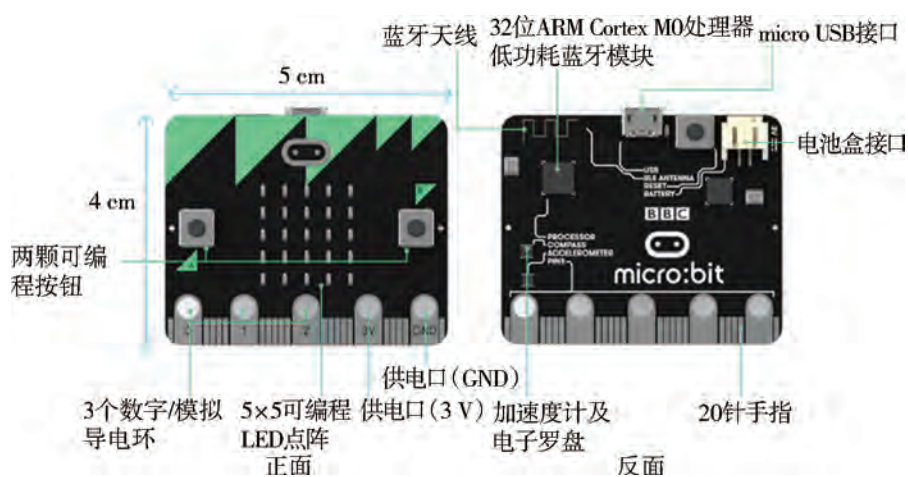 蓝牙天线
32位ARM Cortex M0处理器
低功耗蓝牙模块
micro USB接口
5 cm
电池盒接口
4 cm
两颗可编
程按钮
B
A
0
1
2
3V
GND
USB
BLE ANTENNA
RESET
BATTERY
BBC
PROCESSOR
COMPASS
ACCELEROMETER
PINS
micro:bit
供电口(GND)
3个数字/模拟
导电环
5×5可编程
LED点阵
供电口(3 V)
加速度计及
电子罗盘
20针手指
正面
反面